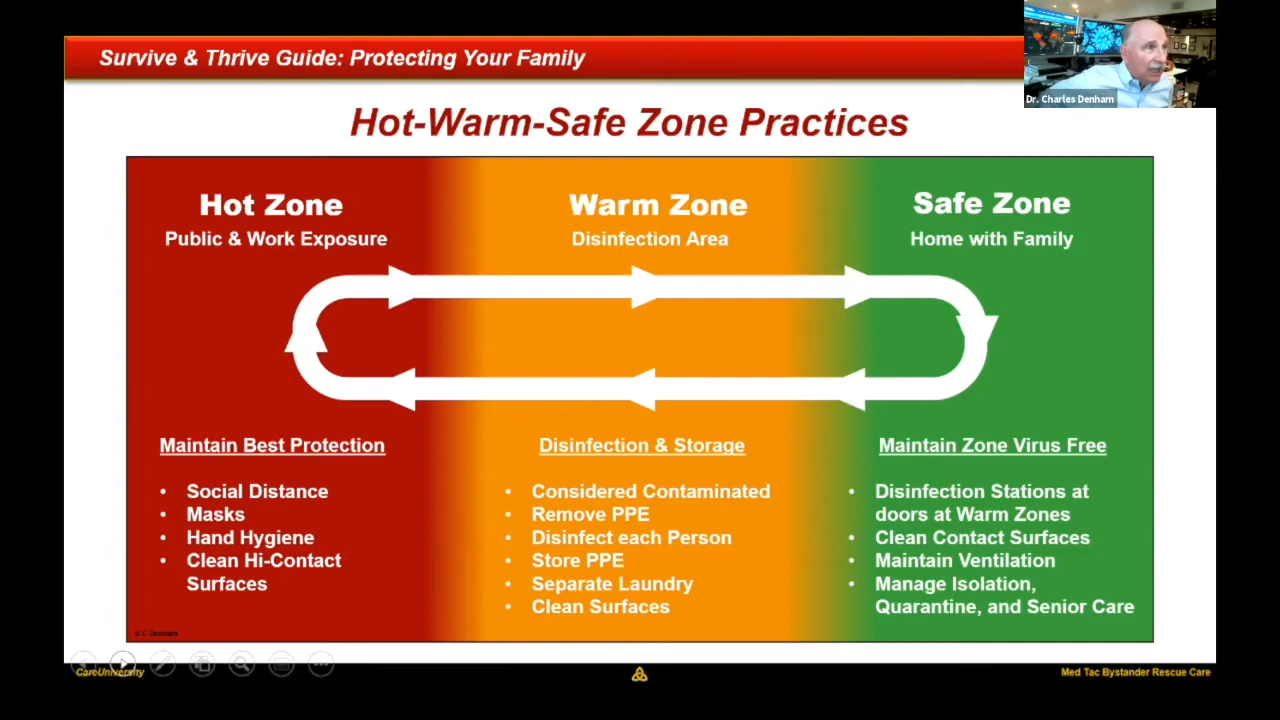 Survive & Thrive Guide: Protecting Your Family
Dr. Charles Denham
Hot-Warm-Safe Zone Practices
Hot Zone
Public & Work Exposure
Warm Zone
Disinfection Area
Safe Zone
Home with Family
Maintain Best Protection
• Social Distance
• Masks
• Hand Hygiene
• Clean Hi-Contact
Surfaces
Disinfection & Storage
• Considered Contaminated
• Remove PPE
• Disinfect each Person
• Store PPE
• Separate Laundry
• Clean Surfaces
Maintain Zone Virus Free
• Disinfection Stations at
doors at Warm Zones
• Clean Contact Surfaces
• Maintain Ventilation
• Manage Isolation,
Quarantine, and Senior Care
© C Denham
CareUniversity
Med Tac Bystander Rescue Care